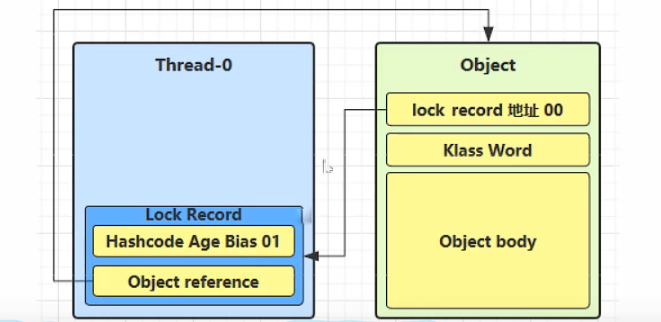 Thread-0
Lock Record
Hashcode Age Bias 01
Object reference
Object
lock record 地址 00
Klass Word
Object body